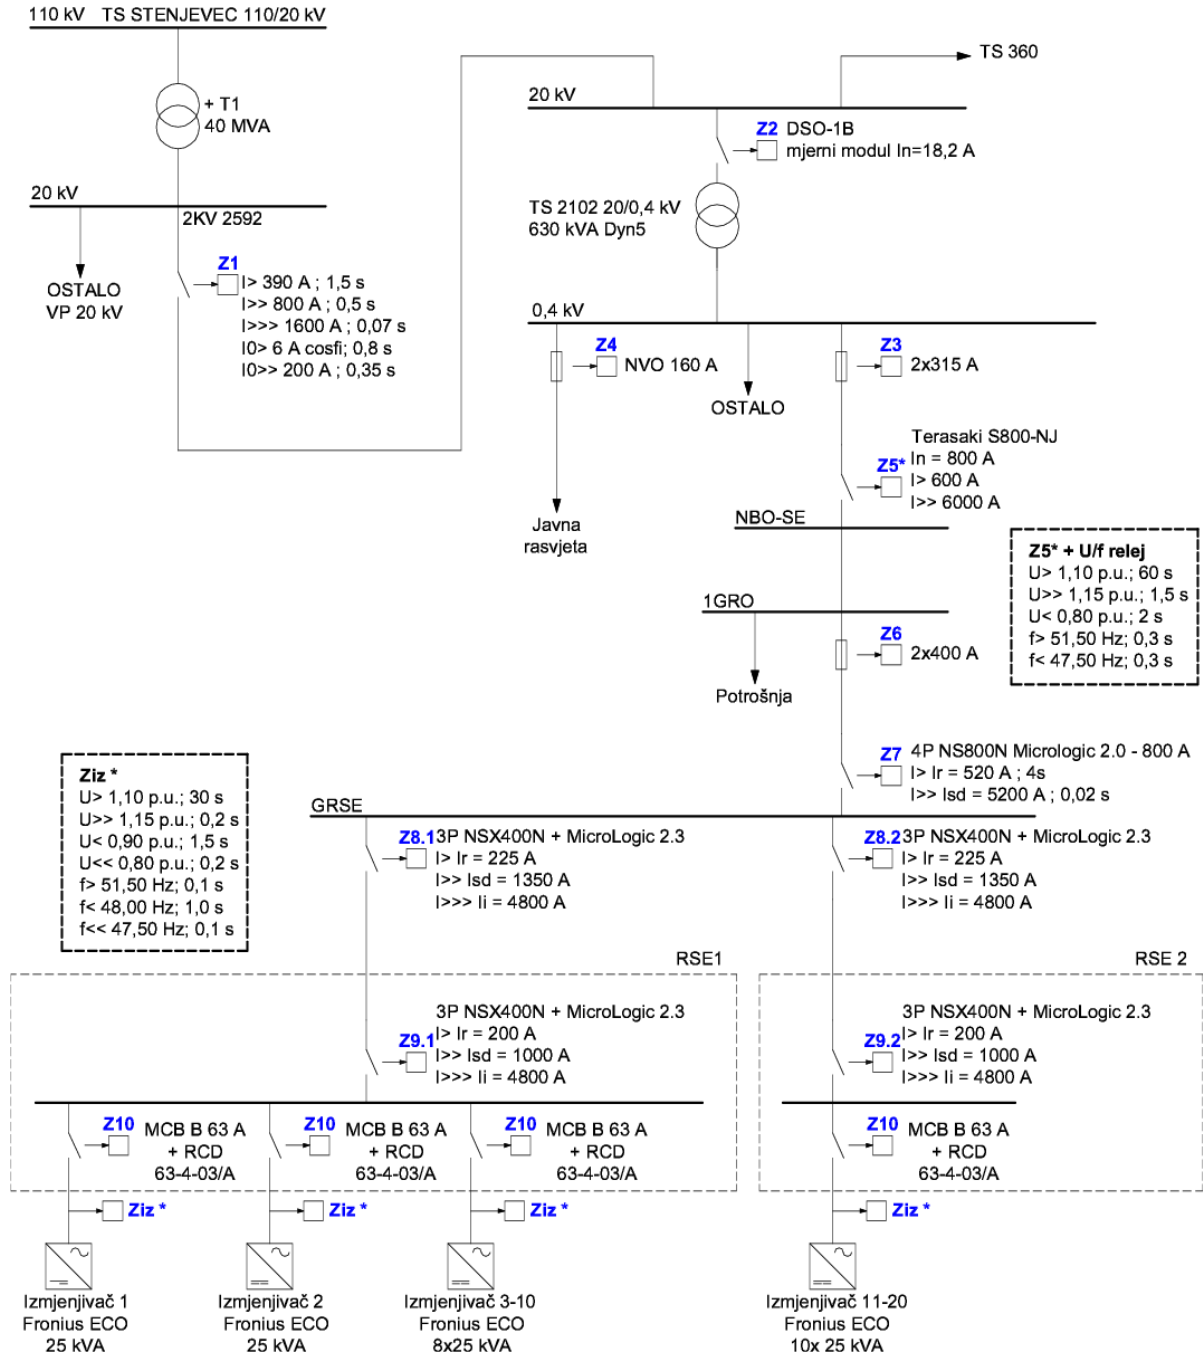 110 kV TS STENJEVEC 110/20 kV
+ T1
40 MVA
20 kV
2KV 2592
OSTALO
VP 20 kV
Z1
I> 390 A ; 1,5 s
I>> 800 A ; 0,5 s
I>>> 1600 A ; 0,07 s
I0> 6 A cosfi; 0,8 s
I0>> 200 A ; 0,35 s
TS 360
20 kV
Z2 DSO-1B
mjerni modul In=18,2 A
TS 2102 20/0,4 kV
630 kVA Dyn5
0,4 kV
Z4
NVO 160 A
Javna
rasvjeta
OSTALO
Z3
2x315 A
Terasaki S800-NJ
Z5* In = 800 A
I> 600 A
I>> 6000 A
NBO-SE
Z5* + U/f relej
U> 1,10 p.u.; 60 s
U>> 1,15 p.u.; 1,5 s
U< 0,80 p.u.; 2 s
f> 51,50 Hz; 0,3 s
f< 47,50 Hz; 0,3 s
1GRO
Potrošnja
Z6
2x400 A
Z7 4P NS800N Micrologic 2.0 - 800 A
I> Ir = 520 A ; 4s
I>> Isd = 5200 A ; 0,02 s
Ziz *
U> 1,10 p.u.; 30 s
U>> 1,15 p.u.; 0,2 s
U< 0,90 p.u.; 1,5 s
U<< 0,80 p.u.; 0,2 s
f> 51,50 Hz; 0,1 s
f< 48,00 Hz; 1,0 s
f<< 47,50 Hz; 0,1 s
GRSE
Z8.1 3P NSX400N + MicroLogic 2.3
I> Ir = 225 A
I>> Isd = 1350 A
I>>> Ii = 4800 A
Z8.2 3P NSX400N + MicroLogic 2.3
I> Ir = 225 A
I>> Isd = 1350 A
I>>> Ii = 4800 A
RSE1
RSE 2
3P NSX400N + MicroLogic 2.3
Z9.1 I> Ir = 200 A
I>> Isd = 1000 A
I>>> Ii = 4800 A
3P NSX400N + MicroLogic 2.3
Z9.2 I> Ir = 200 A
I>> Isd = 1000 A
I>>> Ii = 4800 A
Z10 MCB B 63 A
+ RCD
63-4-03/A
Z10 MCB B 63 A
+ RCD
63-4-03/A
Z10 MCB B 63 A
+ RCD
63-4-03/A
Z10 MCB B 63 A
+ RCD
63-4-03/A
Ziz *
Ziz *
Ziz *
Ziz *
Izmjenjivač 1
Fronius ECO
25 kVA
Izmjenjivač 2
Fronius ECO
25 kVA
Izmjenjivač 3-10
Fronius ECO
8x25 kVA
Izmjenjivač 11-20
Fronius ECO
10x 25 kVA